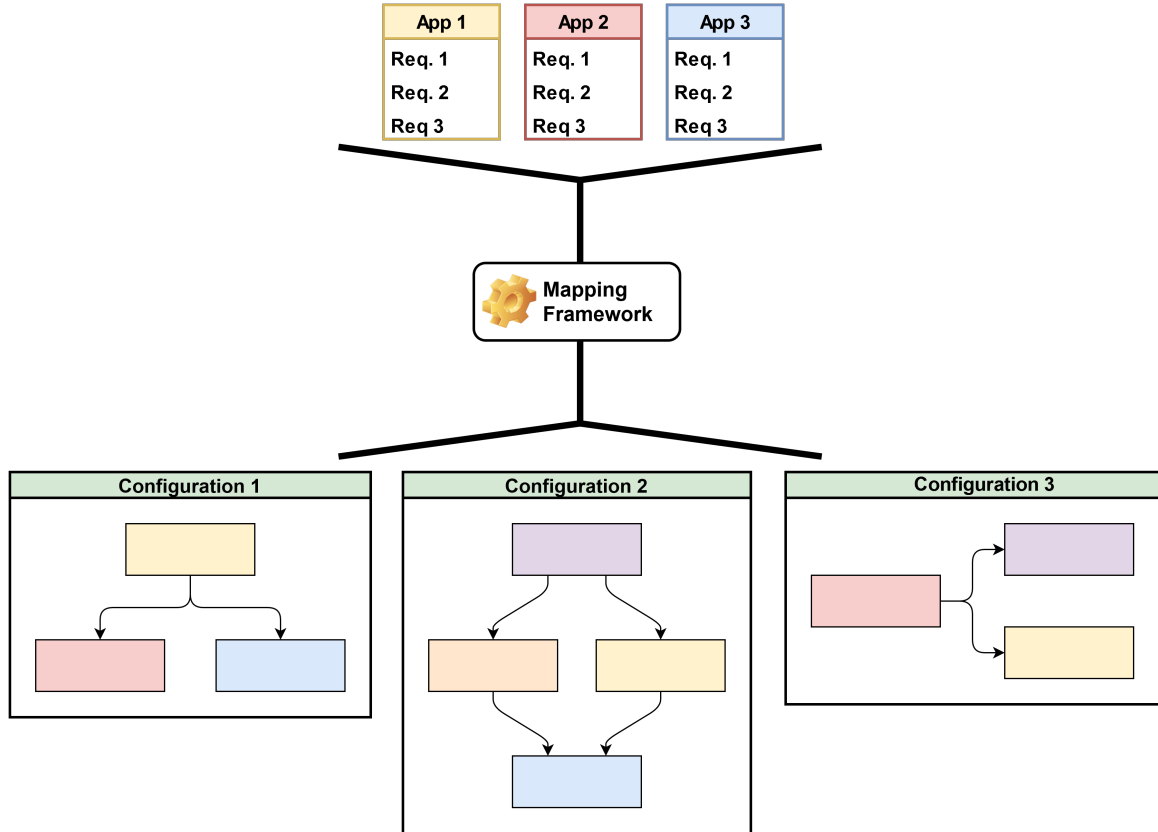 App 1
Req. 1
Req. 2
Req 3
App 2
Req. 1
Req. 2
Req 3
App 3
Req. 1
Req. 2
Req 3
Mapping
Framework
Configuration 1
Configuration 2
Configuration 3